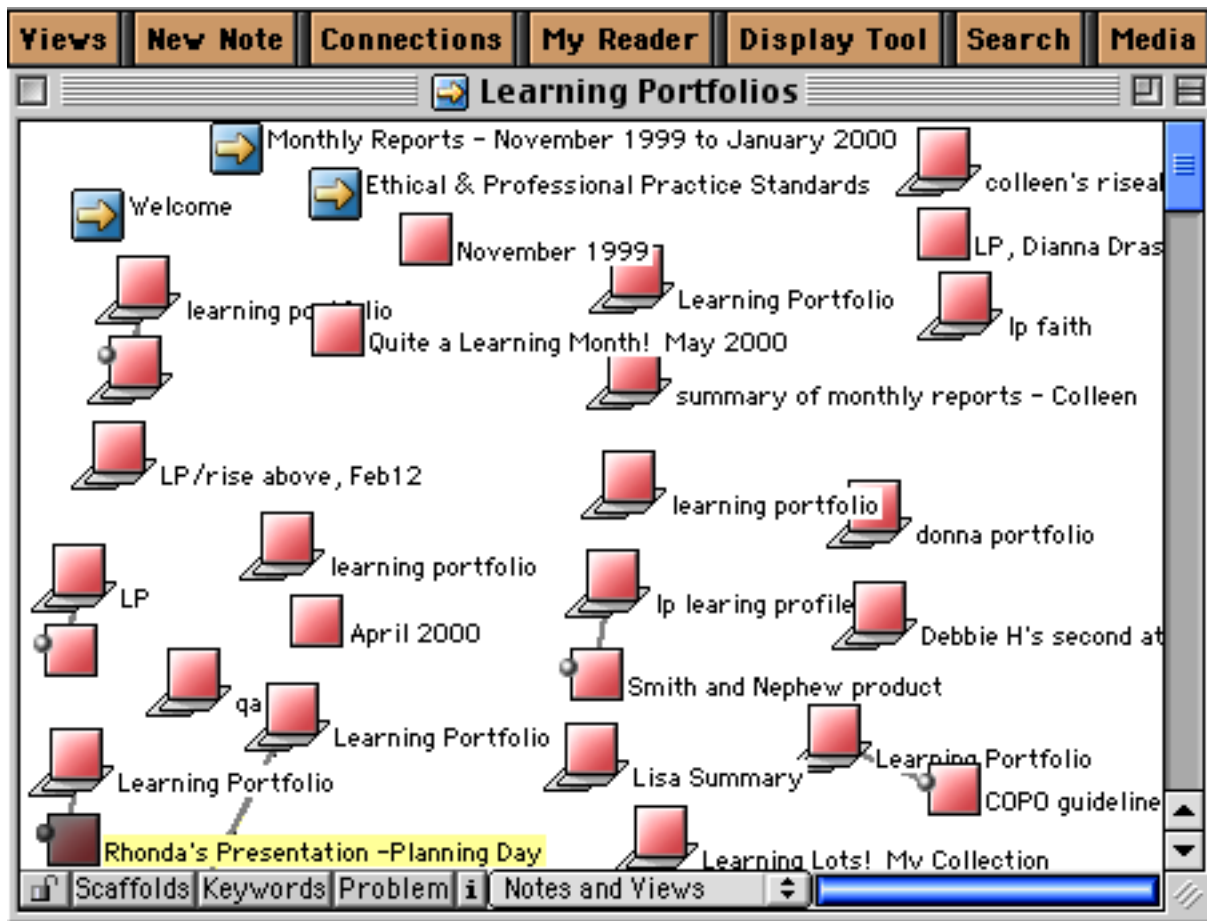 Views New Note Connections My Reader Display Tool Search Media
Learning Portfolios
Monthly Reports - November 1999 to January 2000
colleen's riseal
Ethical & Professional Practice Standards
Welcome
November 1999
LP, Dianna Dras
learning portfolio
Learning Portfolio
lp faith
Quite a Learning Month! May 2000
summary of monthly reports - Colleen
LP/rise above, Feb12
learning portfolio
donna portfolio
learning portfolio
LP
lp learing profile
April 2000
Debbie H's second at
Smith and Nephew product
qa
Learning Portfolio
Learning Portfolio
Lisa Summary
Learning Portfolio
COPO guideline
Rhonda's Presentation -Planning Day
Learning Lots! My Collection
Scaffolds Keywords Problem i Notes and Views